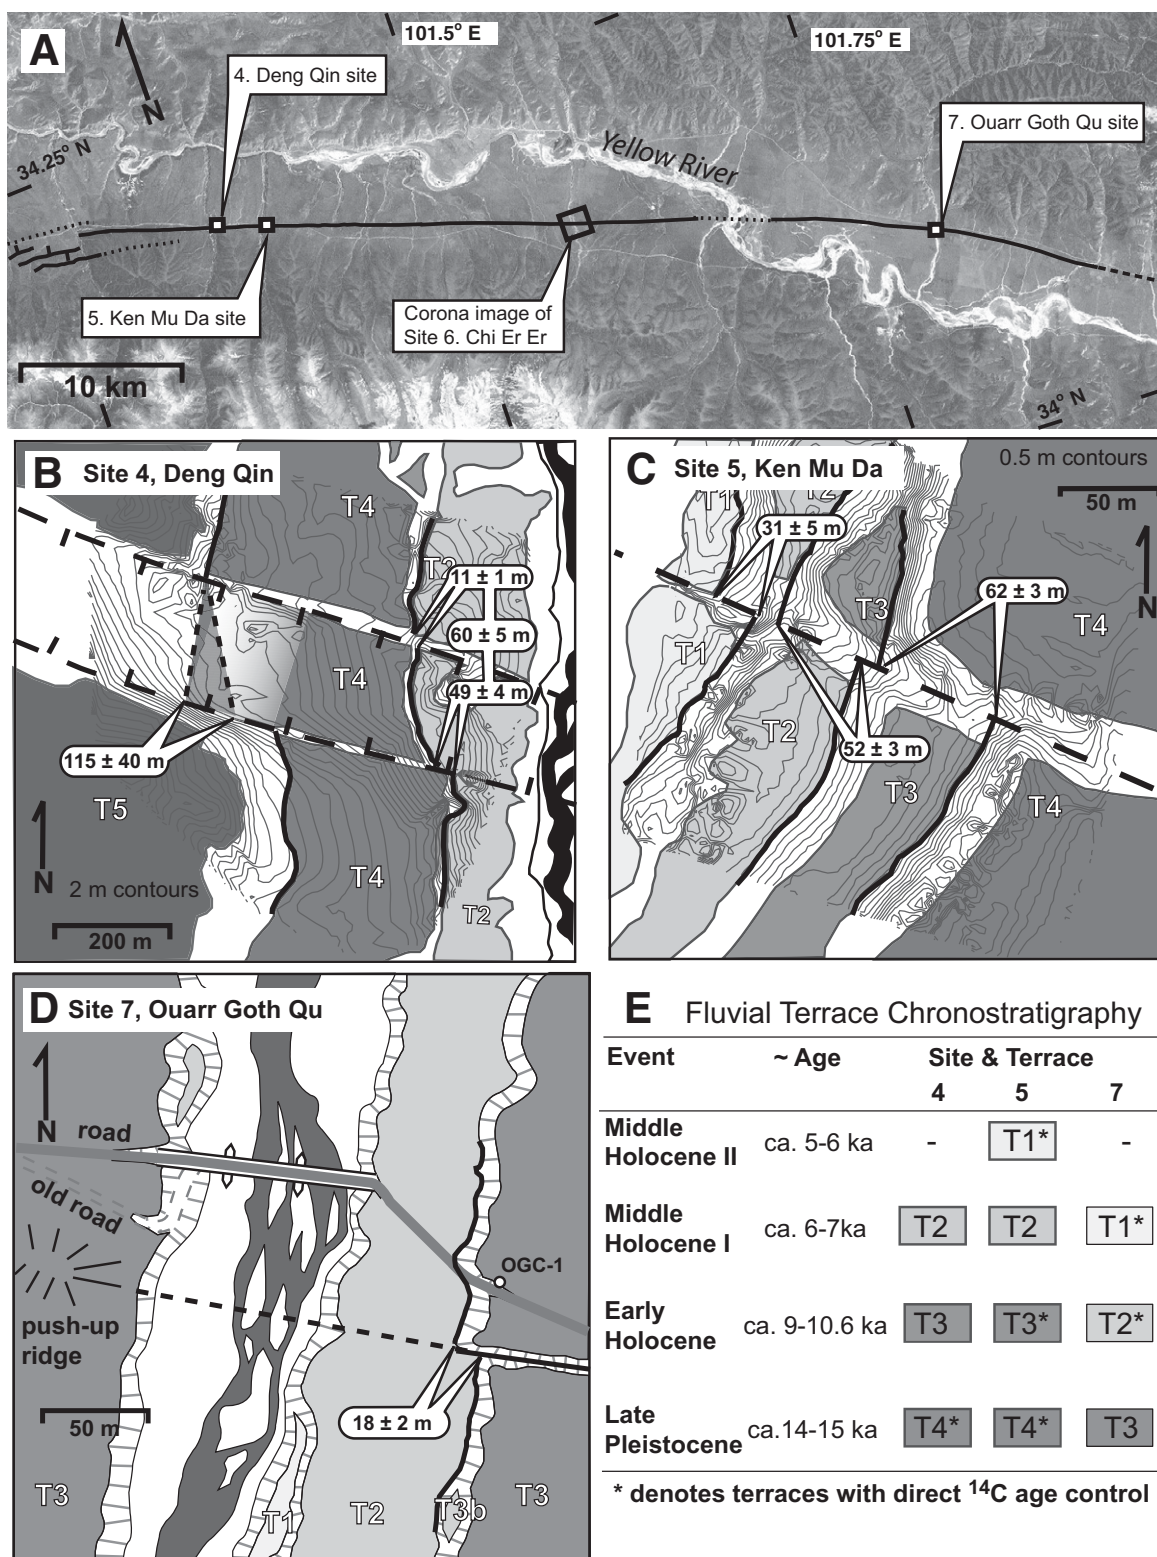 A
101.5° E
101.75° E
4. Deng Qin site
N
7. Ouarr Goth Qu site
34.25° N
Yellow River
5. Ken Mu Da site
Corona image of
Site 6. Chi Er Er
10 km
34° N
B Site 4, Deng Qin
T4
T2
11 ± 1 m
60 ± 5 m
T4
49 ± 4 m
115 ± 40 m
T5
N
2 m contours
T4
T2
200 m
C Site 5, Ken Mu Da
0.5 m contours
50 m
T1
T2
31 ± 5 m
62 ± 3 m
N
T3
T4
T1
T2
52 ± 3 m
T3
T4
D Site 7, Ouarr Goth Qu
N
road
old road
OGC-1
push-up
ridge
50 m
18 ± 2 m
T3
T1
T2
T3b
T3
E Fluvial Terrace Chronostratigraphy
Event ~ Age Site & Terrace
4 5 7
Middle
Holocene II ca. 5-6 ka - T1* -
Middle
Holocene I ca. 6-7ka T2 T2 T1*
Early
Holocene ca. 9-10.6 ka T3 T3* T2*
Late
Pleistocene ca.14-15 ka T4* T4* T3
* denotes terraces with direct ¹⁴C age control